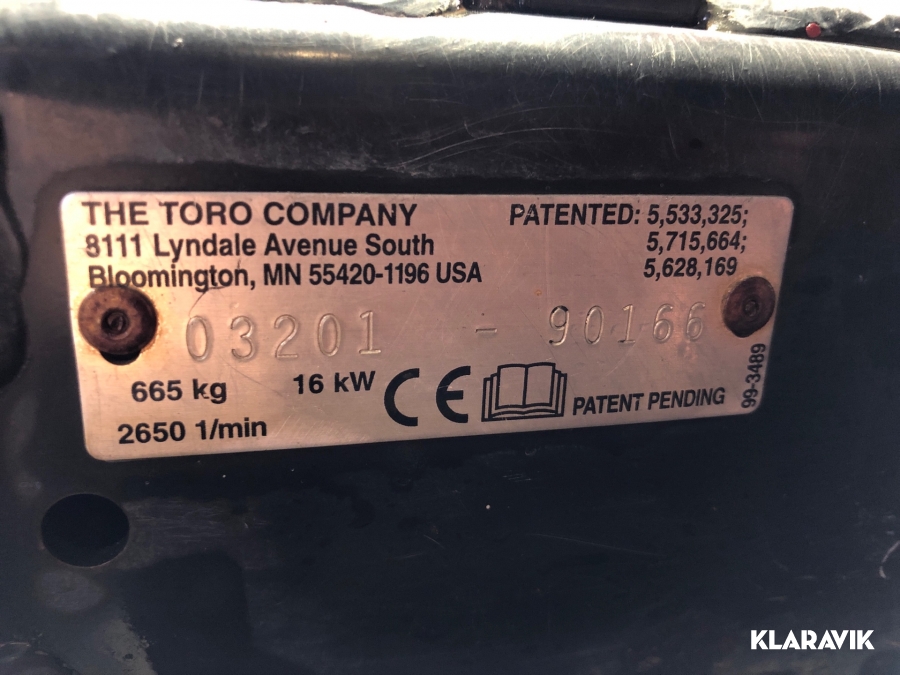 THE TORO COMPANY
8111 Lyndale Avenue South
Bloomington, MN 55420-1196 USA
PATENTED: 5,533,325;
5,715,664;
5,628,169
03201 - 90166
665 kg
16 kW
CE
PATENT PENDING
99-3489
2650 1/min
KLARAVIK